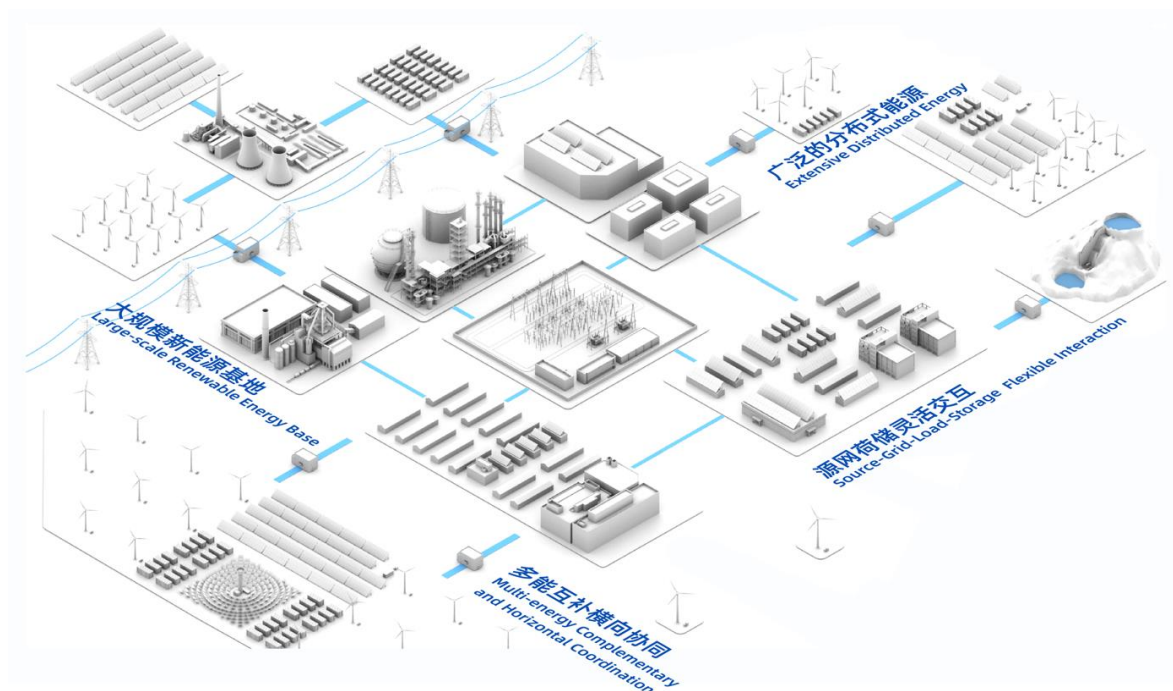 广泛的分布式能源
Extensive Distributed Energy
大规模新能源基地
Large-scale Renewable Energy Base
源网荷储灵活交互
Source-Grid-Load-Storage Flexible Interaction
多能互补横向协同
Multi-energy Complementary
and Horizontal Coordination